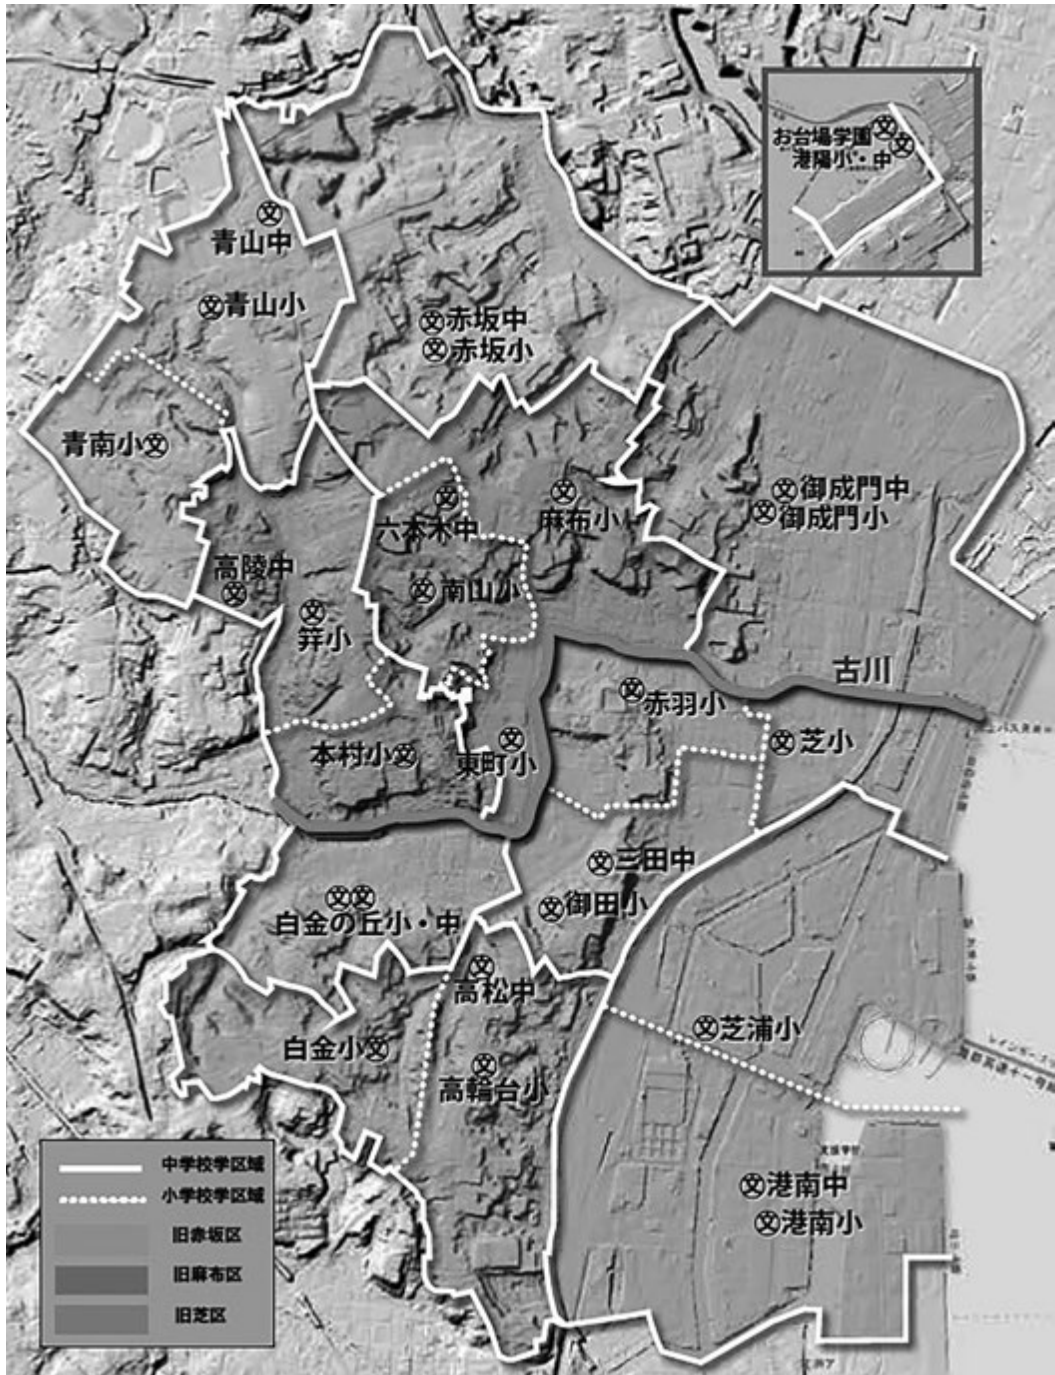 お台場学園
港陽小・中
青山中
青山小
赤坂中
赤坂小
青南小
御成門中
御成門小
六本木中
麻布小
高陵中
南山小
笄小
古川
赤羽小
本村小
東町小
芝小
三田中
白金の丘小・中
御田小
高松中
白金小
芝浦小
高輪台小
港南中
港南小
中学校学区域
小学校学区域
旧赤坂区
旧麻布区
旧芝区